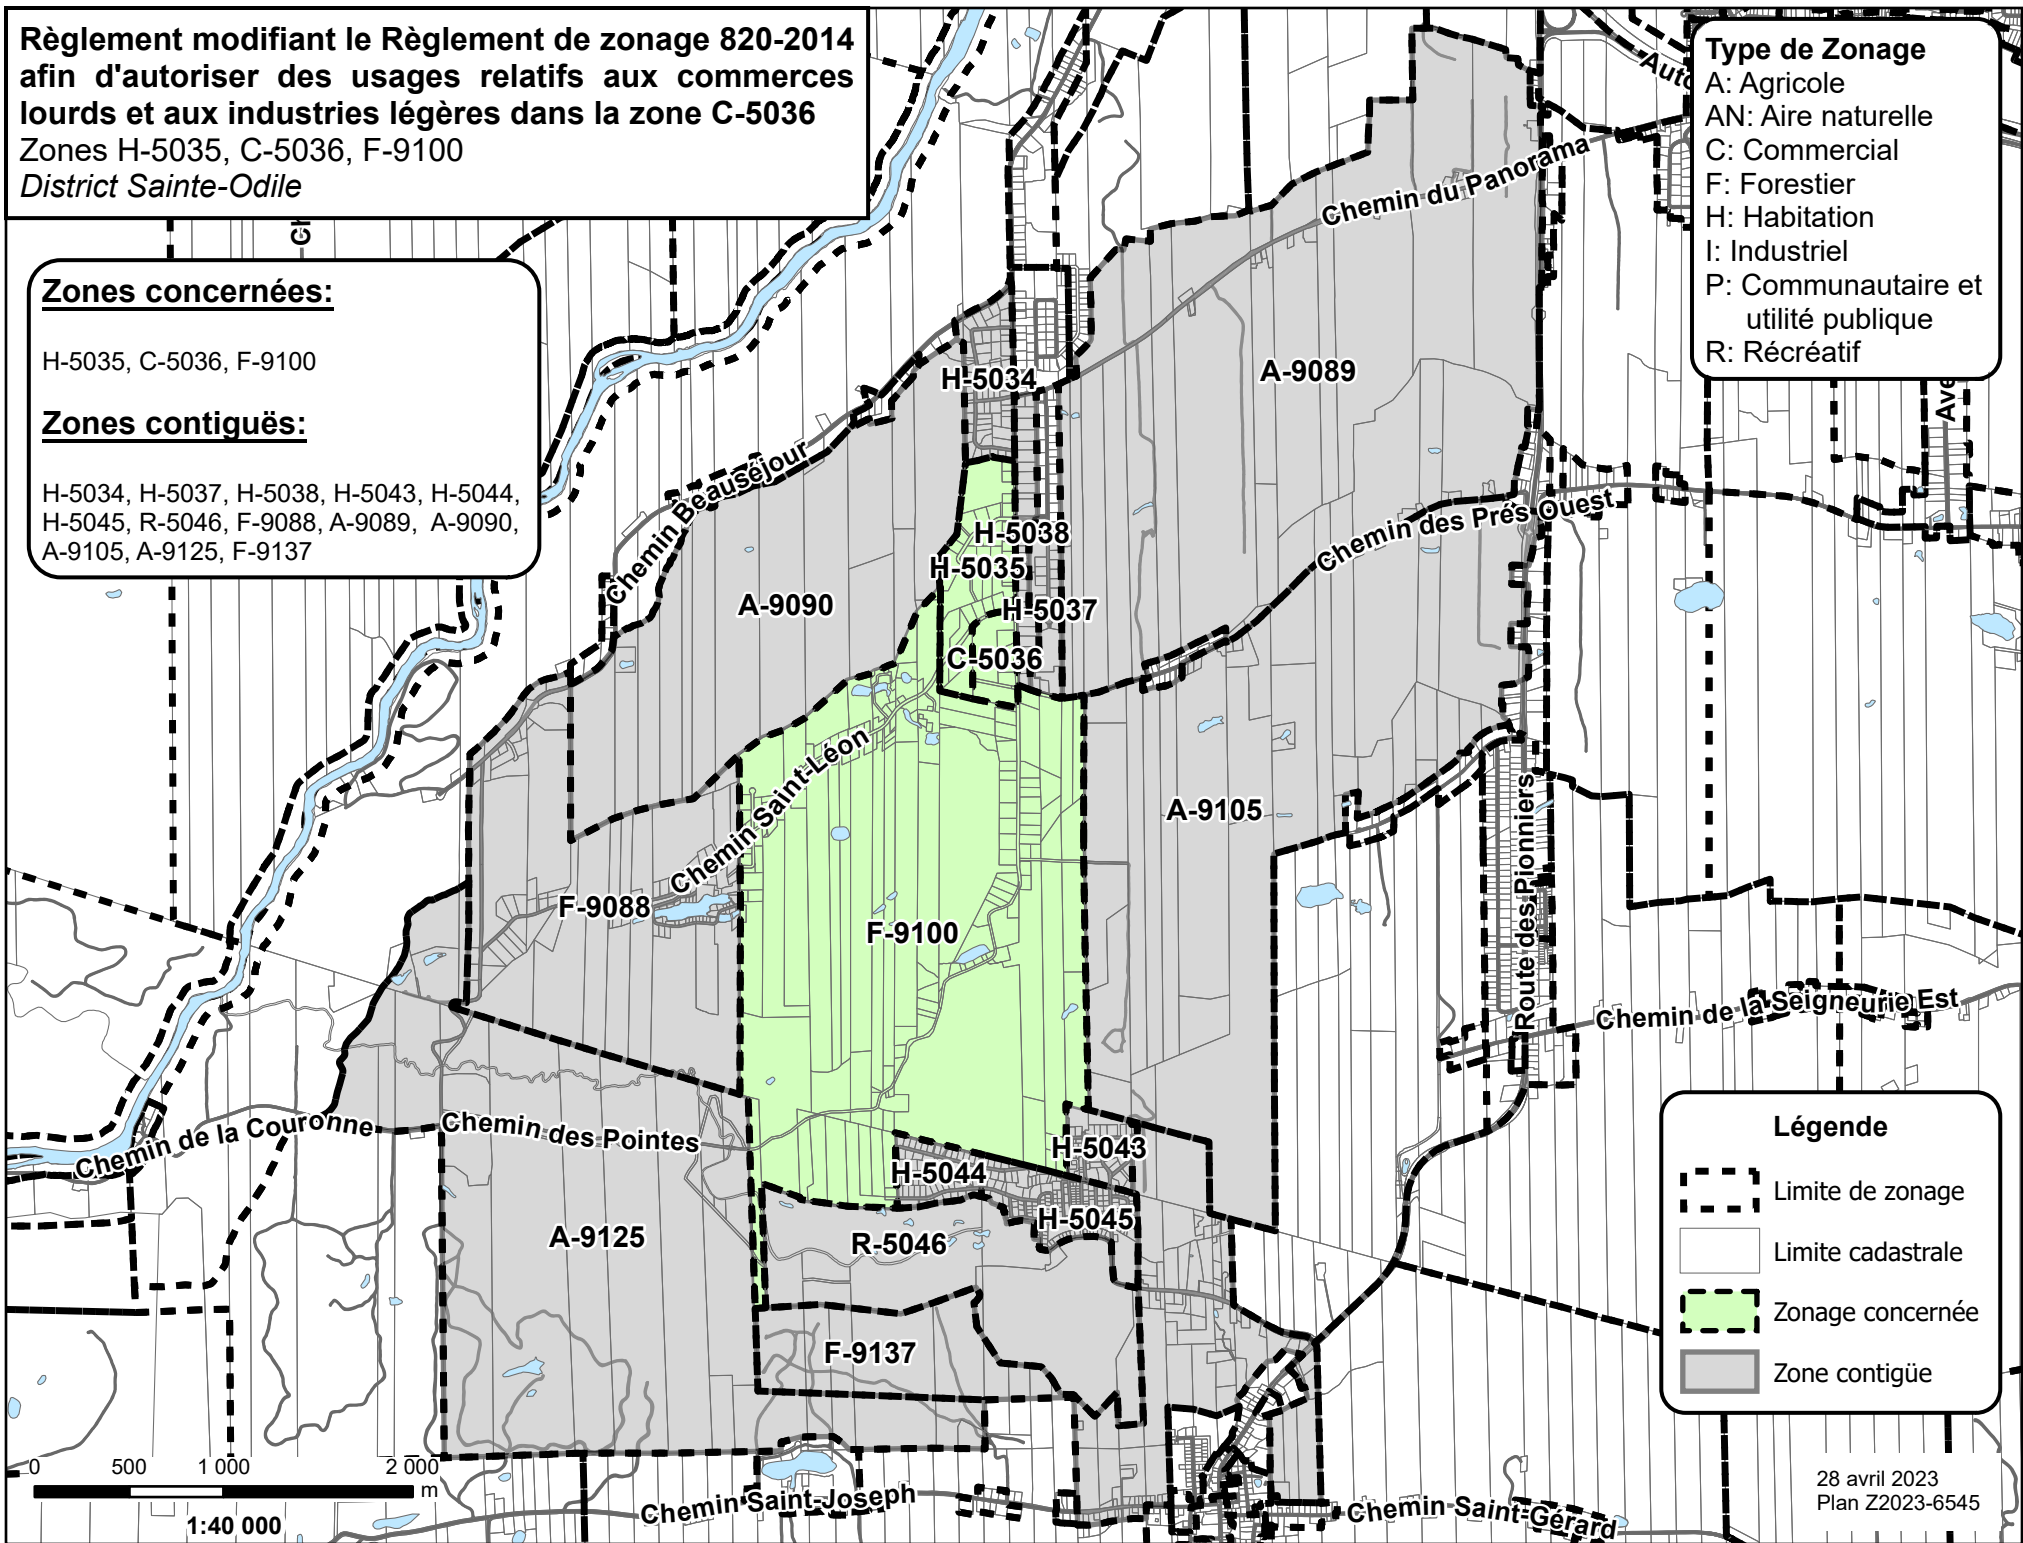 Règlement modifiant le Règlement de zonage 820-2014
afin d'autoriser des usages relatifs aux commerces
lourds et aux industries légères dans la zone C-5036
Zones H-5035, C-5036, F-9100
District Sainte-Odile
Zones concernées:
H-5035, C-5036, F-9100
Zones contiguës:
H-5034, H-5037, H-5038, H-5043, H-5044,
H-5045, R-5046, F-9088, A-9089, A-9090,
A-9105, A-9125, F-9137
Type de Zonage
A: Agricole
AN: Aire naturelle
C: Commercial
F: Forestier
H: Habitation
I: Industriel
P: Communautaire et
utilité publique
R: Récréatif
Chemin du Panorama
H-5034
A-9089
Chemin Beauséjour
Chemin des Prés Ouest
H-5038
H-5035
A-9090
H-5037
C-5036
Chemin Saint-Léon
A-9105
F-9088
F-9100
Route des Pionniers
Chemin de la Seigneurie Est
Chemin de la Couronne
Chemin des Pointes
H-5043
H-5044
H-5045
A-9125
R-5046
F-9137
Chemin Saint-Joseph
Chemin Saint-Gérard
Légende
Limite de zonage
Limite cadastrale
Zonage concernée
Zone contigüe
0 500 1 000 2 000
m
1:40 000
28 avril 2023
Plan Z2023-6545